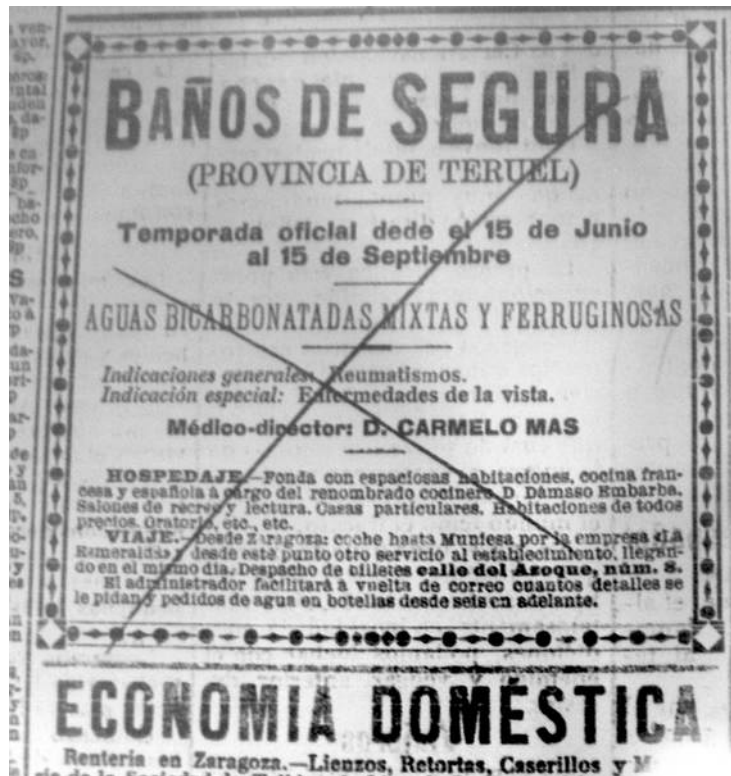 BAÑOS DE SEGURA
(PROVINCIA DE TERUEL)
Temporada oficial dede el 15 de Junio
al 15 de Septiembre
AGUAS BICARBONATADAS MIXTAS Y FERRUGINOSAS
Indicaciones generales: Reumatismos.
Indicación especial: Enfermedades de la vista.
Médico-director: D. CARMELO MAS
HOSPEDAJE.—Fonda con espaciosas habitaciones, cocina fran-
cesa y española á cargo del renombrado cocinero D. Dámaso Embarba.
Salones de recreo y lectura. Casas particulares. Habitaciones de todos
precios. Oratorio, etc., etc.
VIAJE.—Desde Zaragoza: coche hasta Muniesa por la empresa «LA
Esmeralda» y desde este punto otro servicio al establecimiento, llegan-
do en el mismo día. Despacho de billetes calle del Azoque, núm. 8.
El administrador facilitará á vuelta de correo cuantos detalles se
le pidan y pedidos de agua en botellas desde seis en adelante.
ECONOMIA DOMÉSTICA
Rentería en Zaragoza.—Lienzos, Retortas, Caserillos y